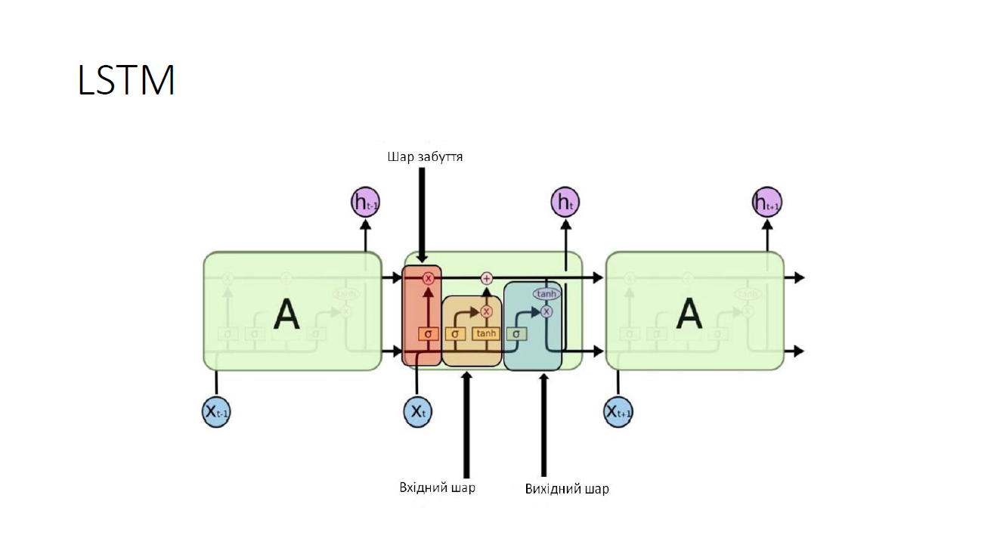 LSTM
Шар забуття
ht-1
ht
ht+1
A
x
+
tanh
x
σ
σ
tanh
σ
A
Xt-1
Xt
Xt+1
Вхідний шар
Вихідний шар